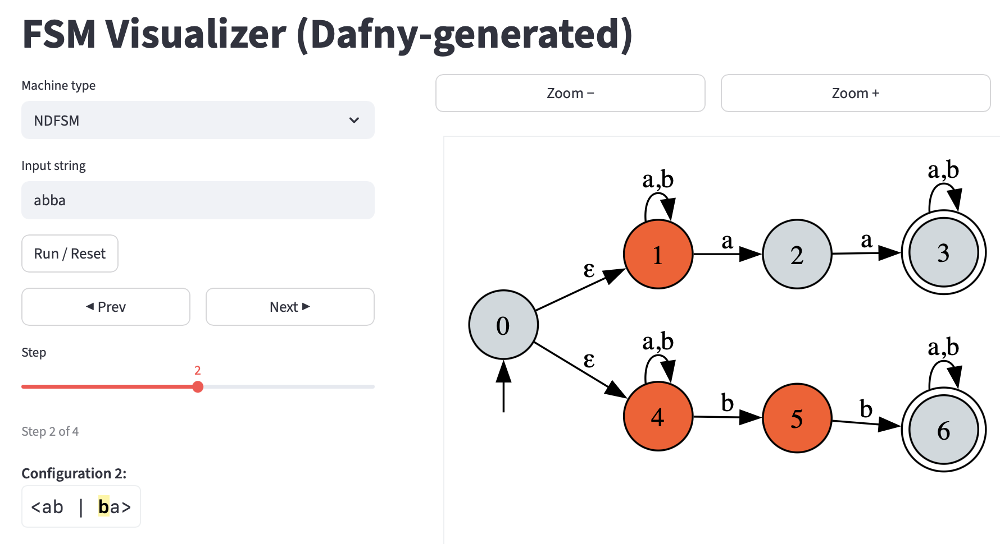 FSM Visualizer (Dafny-generated)
Machine type
NDFSM
Input string
abba
Run / Reset
◄ Prev
Next ►
Step
2
Step 2 of 4
Configuration 2:
<ab | ba>
Zoom −
Zoom +
a,b
a,b
1
a
2
a
3
ε
0
ε
a,b
a,b
4
b
5
b
6